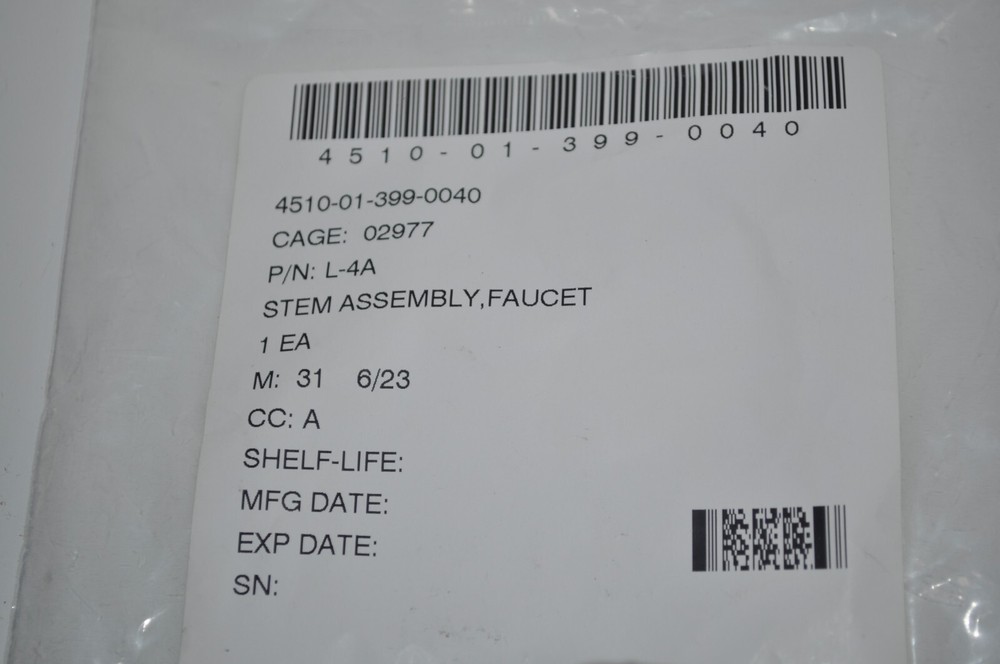 4510-01-399-0040
4510-01-399-0040
CAGE: 02977
P/N: L-4A
STEM ASSEMBLY,FAUCET
1 EA
M: 31 6/23
CC: A
SHELF-LIFE:
MFG DATE:
EXP DATE:
SN: